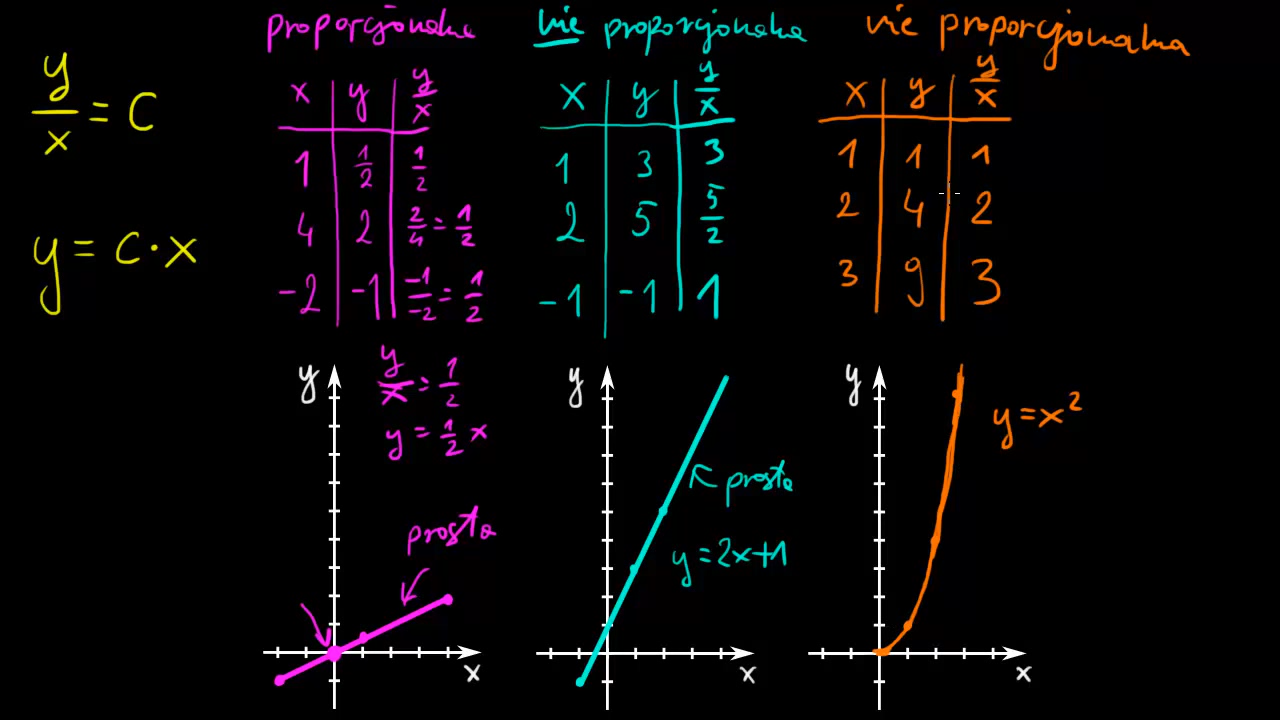 y/x = C
y = C · x
proporcjonalna
x y y/x
1 1/2 1/2
4 2 2/4 = 1/2
-2 -1 -1/-2 = 1/2
y/x = 1/2
y = 1/2 x
prosta
y
x
nie proporcjonalna
x y y/x
1 3 3
2 5 5/2
-1 -1 1
y
prosta
y = 2x+1
x
nie proporcjonalna
x y y/x
1 1 1
2 4 2
3 9 3
y
y = x²
x